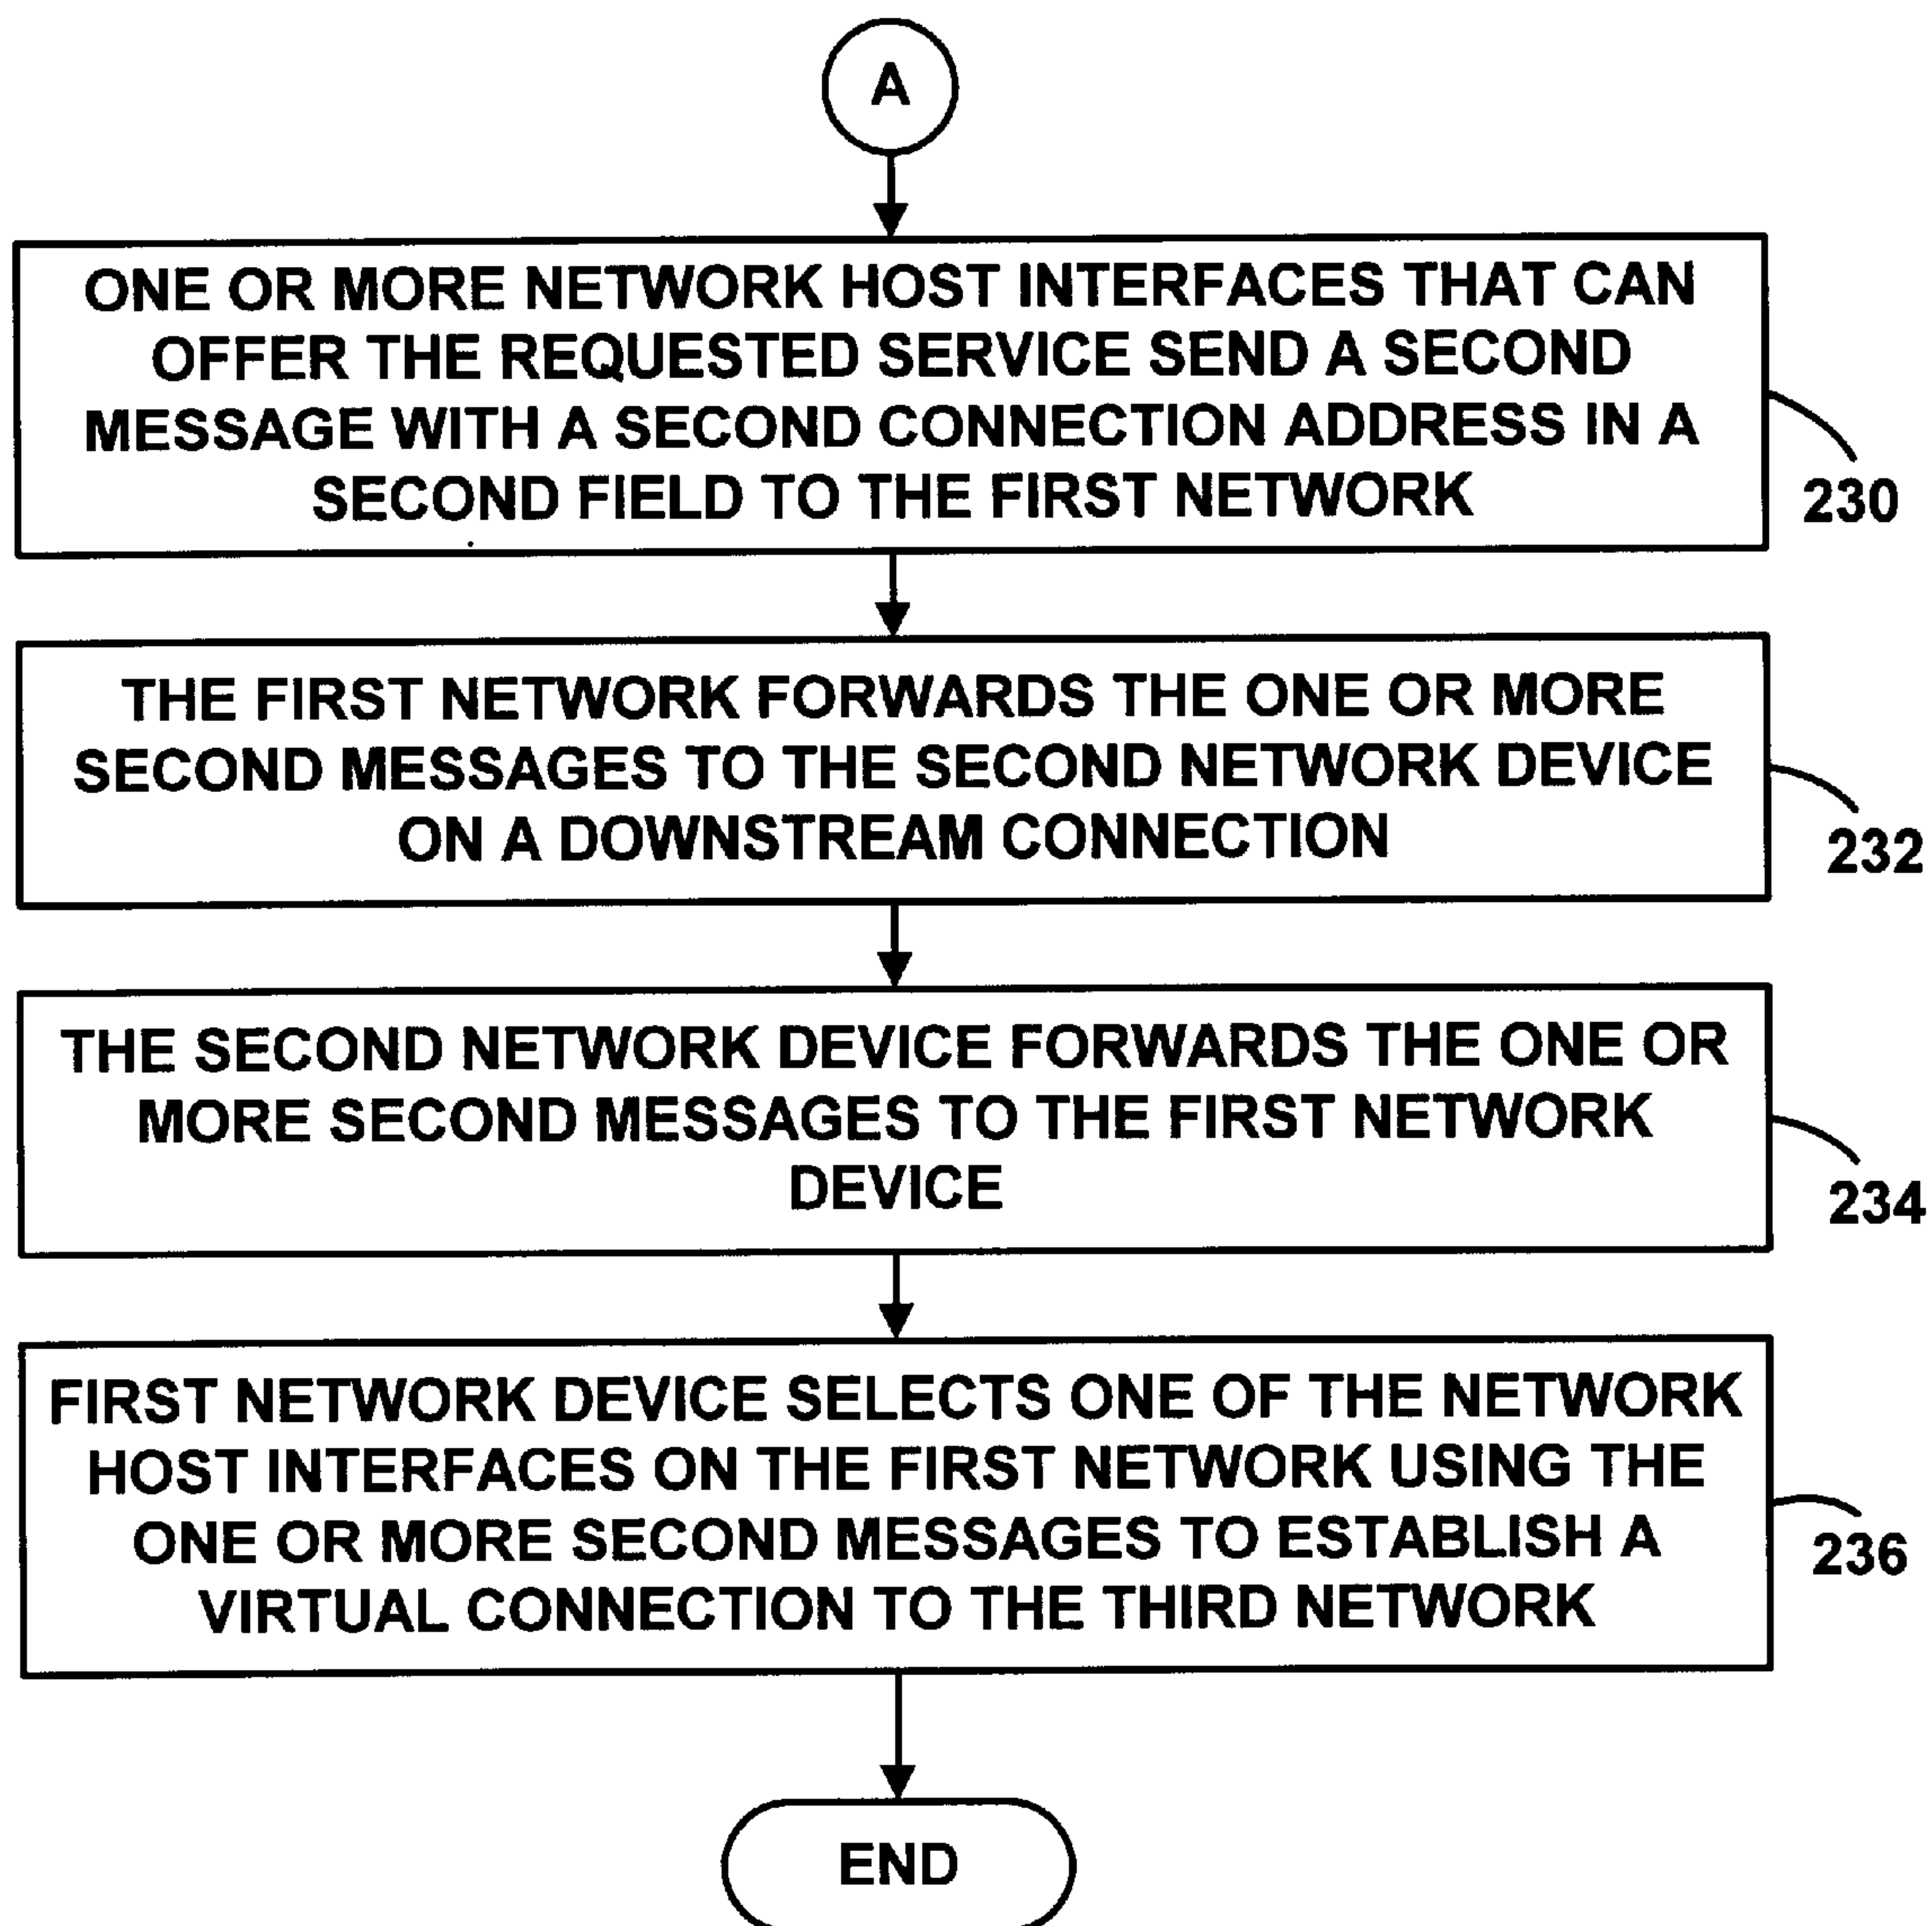 A
ONE OR MORE NETWORK HOST INTERFACES THAT CAN
OFFER THE REQUESTED SERVICE SEND A SECOND
MESSAGE WITH A SECOND CONNECTION ADDRESS IN A
SECOND FIELD TO THE FIRST NETWORK
230
THE FIRST NETWORK FORWARDS THE ONE OR MORE
SECOND MESSAGES TO THE SECOND NETWORK DEVICE
ON A DOWNSTREAM CONNECTION
232
THE SECOND NETWORK DEVICE FORWARDS THE ONE OR
MORE SECOND MESSAGES TO THE FIRST NETWORK
DEVICE
234
FIRST NETWORK DEVICE SELECTS ONE OF THE NETWORK
HOST INTERFACES ON THE FIRST NETWORK USING THE
ONE OR MORE SECOND MESSAGES TO ESTABLISH A
VIRTUAL CONNECTION TO THE THIRD NETWORK
236
END